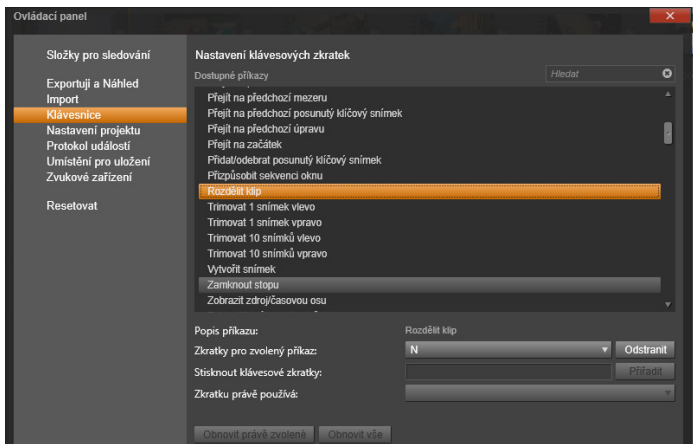 Ovládací panel
Složky pro sledování
Exportuji a Náhled
Import
Klávesnice
Nastavení projektu
Protokol událostí
Umístění pro uložení
Zvukové zařízení
Resetovat
Nastavení klávesových zkratek
Dostupné příkazy
Hledat
Přejít na předchozí mezeru
Přejít na předchozí posunutý klíčový snímek
Přejít na předchozí úpravu
Přejít na začátek
Přidat/odebrat posunutý klíčový snímek
Přizpůsobit sekvenci oknu
Rozdělit klip
Trimovat 1 snímek vlevo
Trimovat 1 snímek vpravo
Trimovat 10 snímků vlevo
Trimovat 10 snímků vpravo
Vytvořit snímek
Zamknout stopu
Zobrazit zdroj/časovou osu
Popis příkazu: Rozdělit klip
Zkratky pro zvolený příkaz: N Odstranit
Stisknout klávesové zkratky: Přiřadit
Zkratku právě používá:
Obnovit právě zvolené Obnovit vše